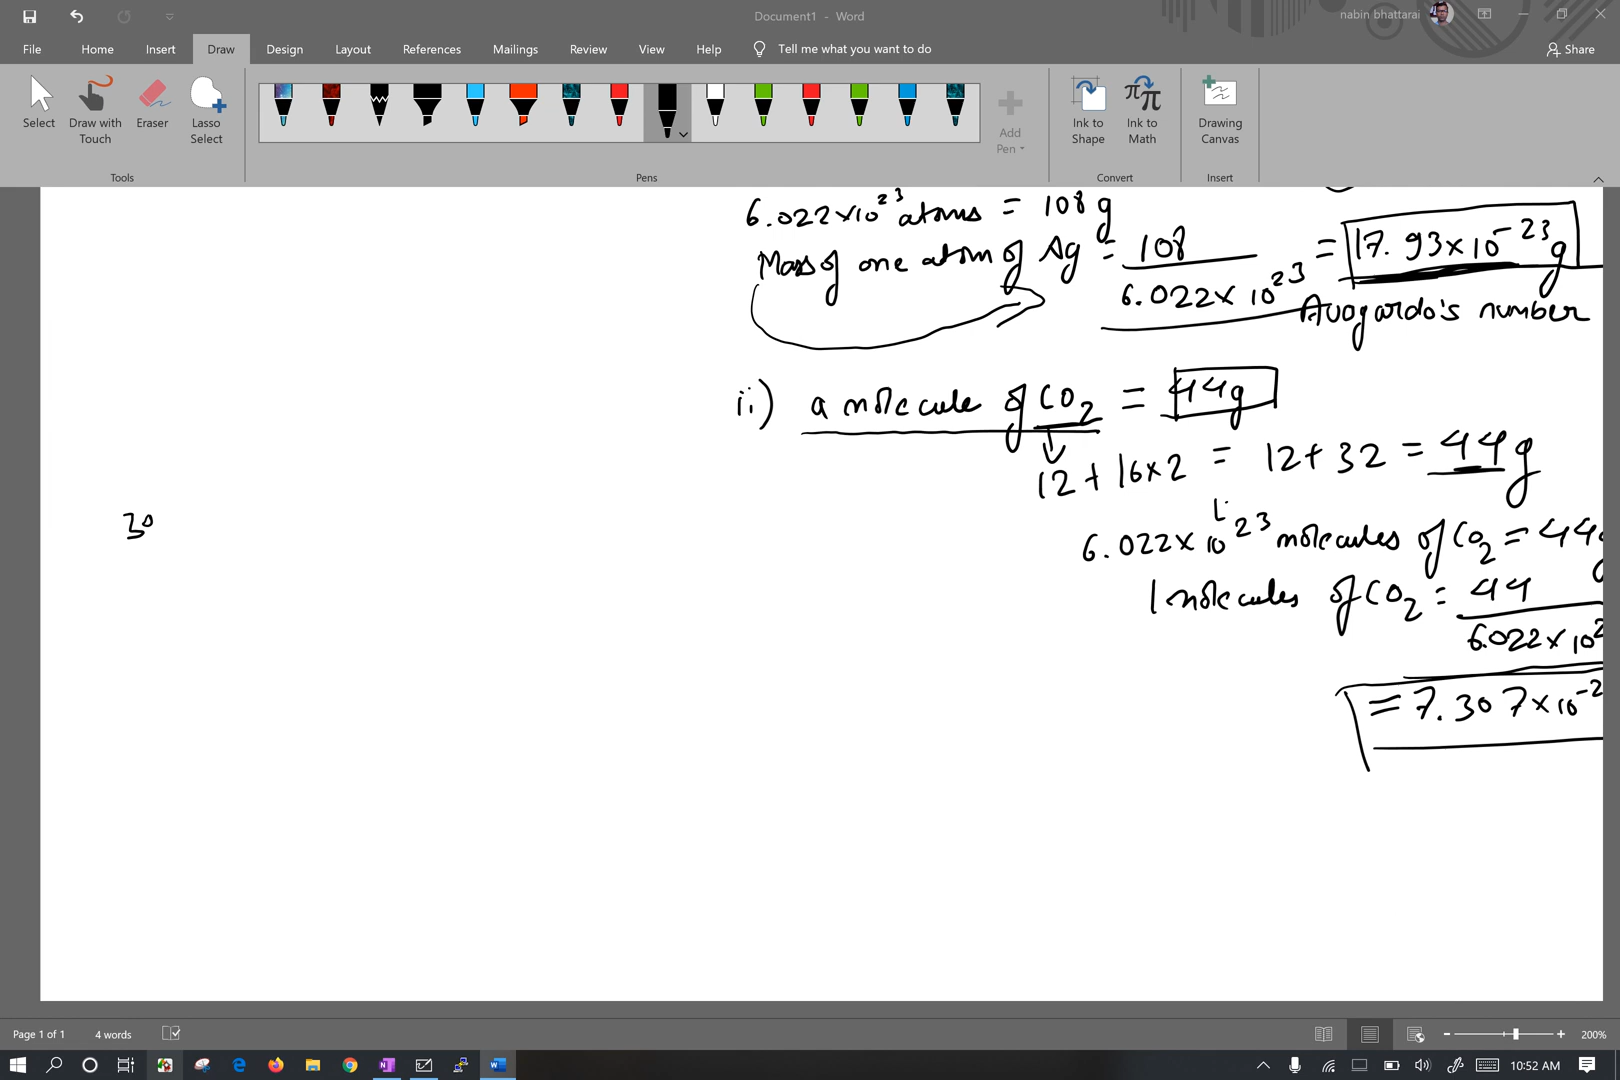 Document1 - Word
nabin bhattarai
File Home Insert Draw Design Layout References Mailings Review View Help Tell me what you want to do Share
Select
Draw with Touch
Eraser
Lasso Select
Add Pen
Ink to Shape
Ink to Math
Drawing Canvas
Tools
Pens
Convert
Insert
6.022×10²³ atoms = 108 g
Mass of one atom of Ag = 108 / 6.022×10²³ = 17.93×10⁻²³ g
Avogardo's number
ii) a molecule of CO₂ = 44g
12 + 16×2 = 12 + 32 = 44 g
6.022×10²³ molecules of CO₂ = 44g
1 molecules of CO₂ = 44 / 6.022×10²
= 7.307×10⁻²
Page 1 of 1 4 words 200%
10:52 AM